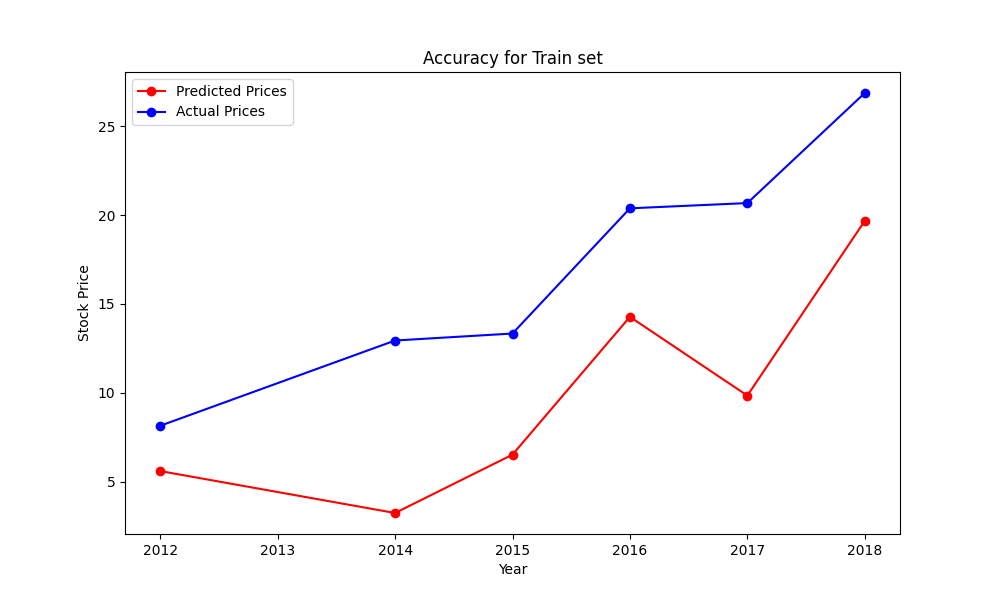 Accuracy for Train set
Predicted Prices
Actual Prices
25
20
15
10
5
Stock Price
2012 2013 2014 2015 2016 2017 2018
Year